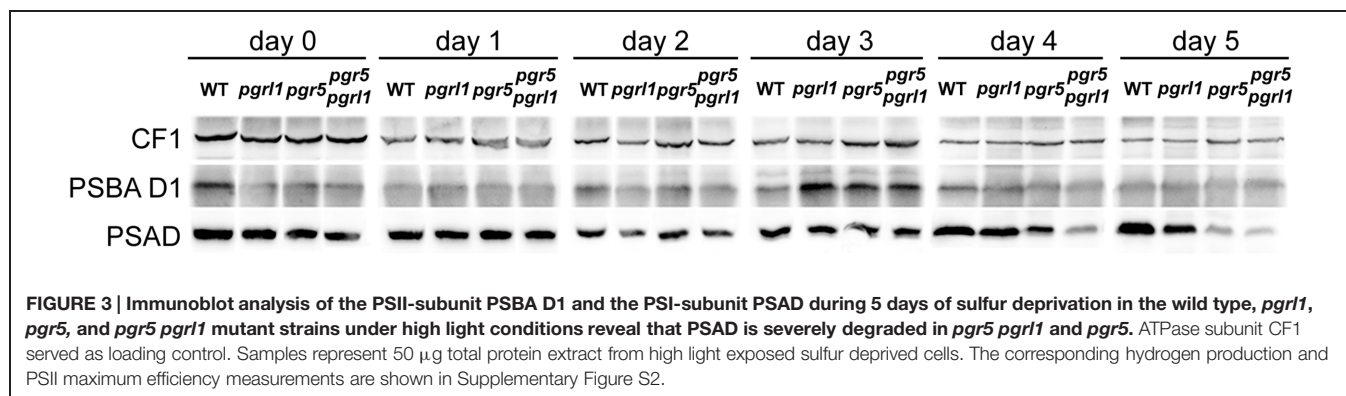 day 0 day 1 day 2 day 3 day 4 day 5
WT pgrl1 pgr5 pgr5 pgrl1 WT pgrl1 pgr5 pgr5 pgrl1 WT pgrl1 pgr5 pgr5 pgrl1 WT pgrl1 pgr5 pgr5 pgrl1 WT pgrl1 pgr5 pgr5 pgrl1 WT pgrl1 pgr5 pgr5 pgrl1
CF1
PSBA D1
PSAD
FIGURE 3 | Immunoblot analysis of the PSII-subunit PSBA D1 and the PSI-subunit PSAD during 5 days of sulfur deprivation in the wild type, pgrl1,
pgr5, and pgr5 pgrl1 mutant strains under high light conditions reveal that PSAD is severely degraded in pgr5 pgrl1 and pgr5. ATPase subunit CF1
served as loading control. Samples represent 50 μg total protein extract from high light exposed sulfur deprived cells. The corresponding hydrogen production and
PSII maximum efficiency measurements are shown in Supplementary Figure S2.